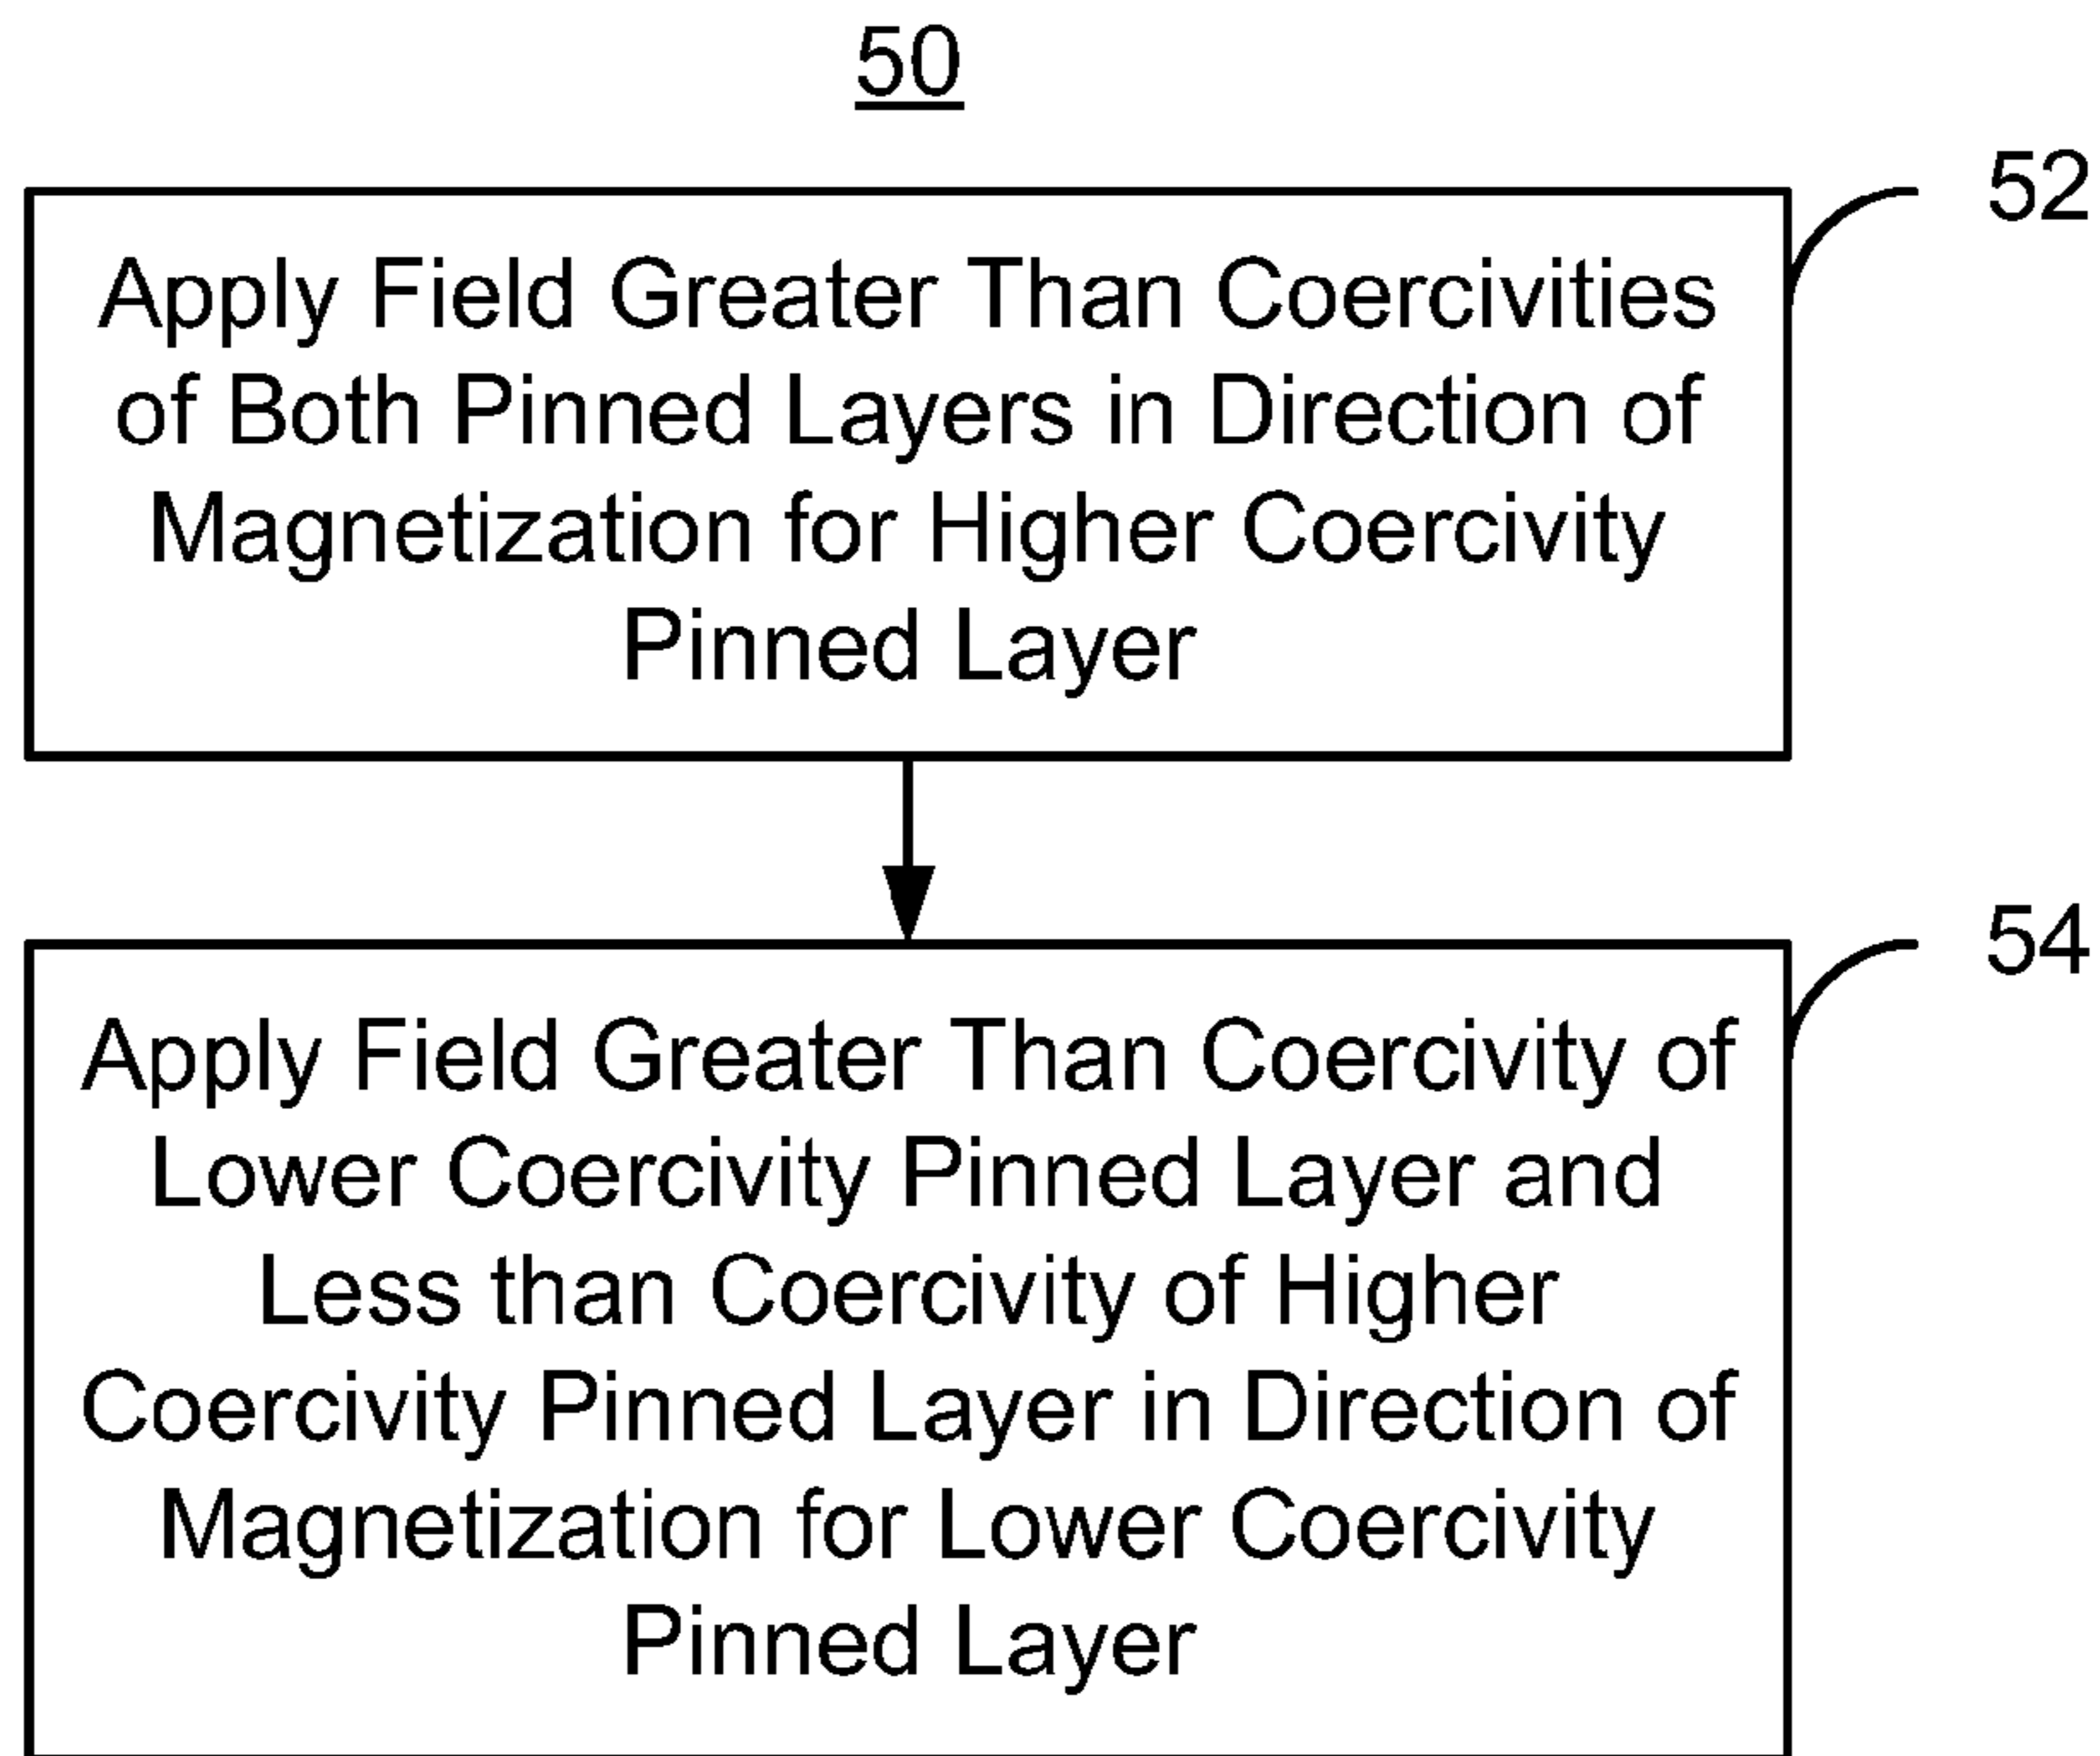 50
52
Apply Field Greater Than Coercivities
of Both Pinned Layers in Direction of
Magnetization for Higher Coercivity
Pinned Layer
54
Apply Field Greater Than Coercivity of
Lower Coercivity Pinned Layer and
Less than Coercivity of Higher
Coercivity Pinned Layer in Direction of
Magnetization for Lower Coercivity
Pinned Layer